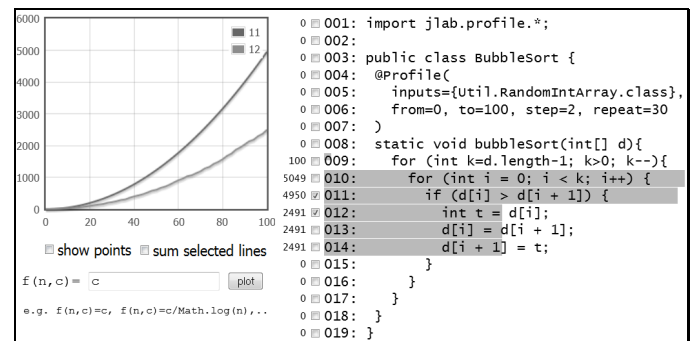 6000
5000
4000
3000
2000
1000
0
0 20 40 60 80 100
11
12
show points sum selected lines
f(n,c)= c plot
e.g. f(n,c)=c, f(n,c)=c/Math.log(n),..
0 001: import jlab.profile.*;
0 002:
0 003: public class BubbleSort {
0 004: @Profile(
0 005: inputs={Util.RandomIntArray.class},
0 006: from=0, to=100, step=2, repeat=30
0 007: )
0 008: static void bubbleSort(int[] d){
100 009: for (int k=d.length-1; k>0; k--){
5049 010: for (int i = 0; i < k; i++) {
4950 011: if (d[i] > d[i + 1]) {
2491 012: int t = d[i];
2491 013: d[i] = d[i + 1];
2491 014: d[i + 1] = t;
0 015: }
0 016: }
0 017: }
0 018: }
0 019: }